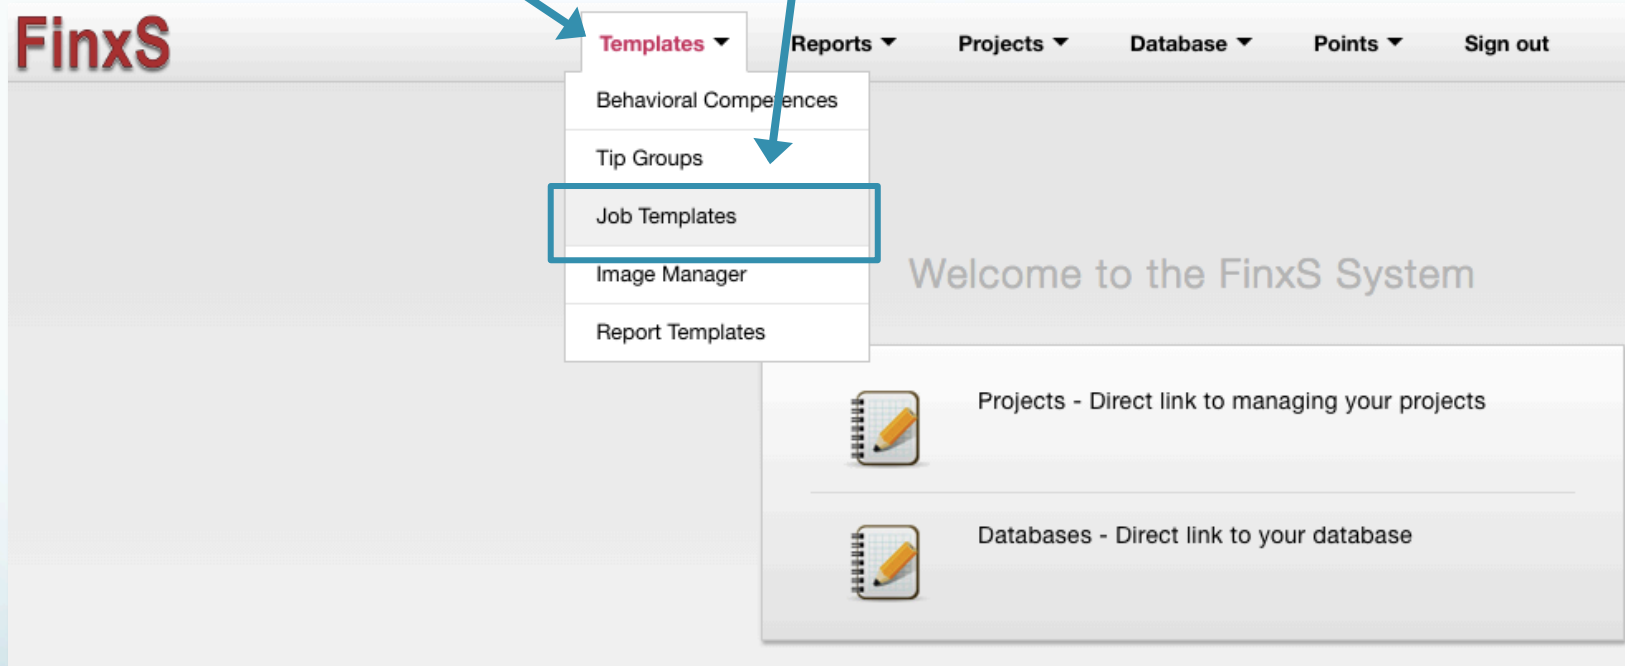 FinxS
Templates Reports Projects Database Points Sign out
Behavioral Competences
Tip Groups
Job Templates
Image Manager
Report Templates
Welcome to the FinxS System
Projects - Direct link to managing your projects
Databases - Direct link to your database